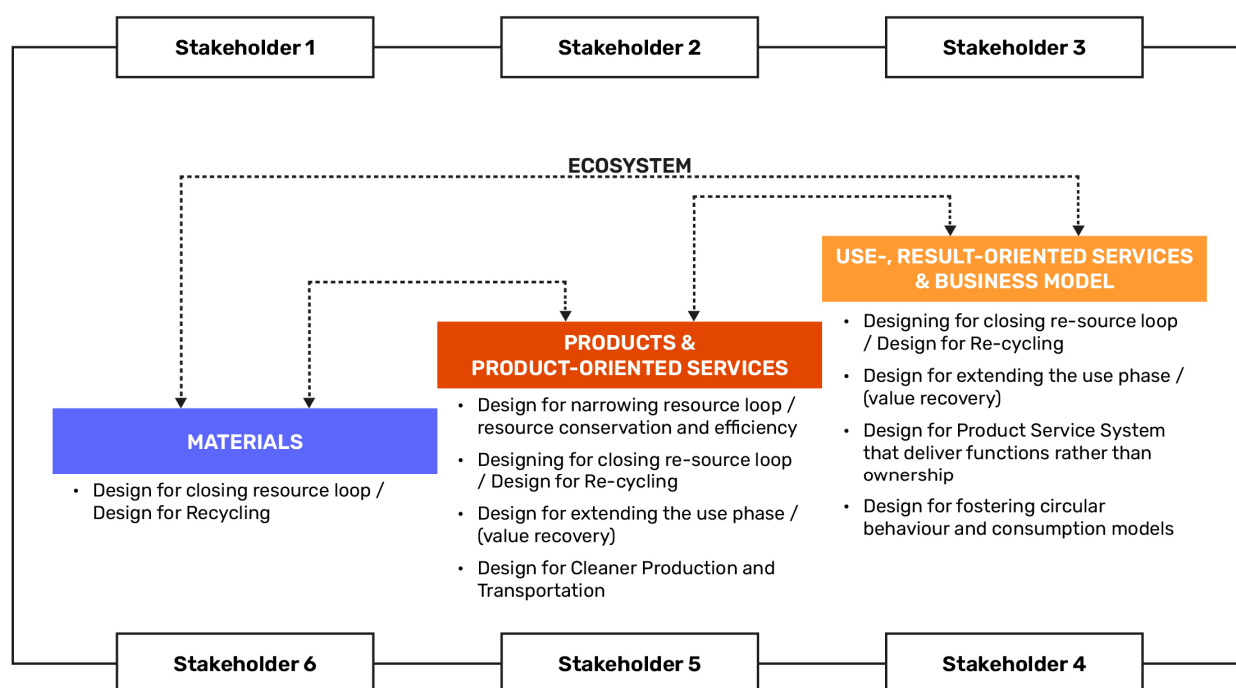 Stakeholder 1
Stakeholder 2
Stakeholder 3
ECOSYSTEM
USE-, RESULT-ORIENTED SERVICES
& BUSINESS MODEL
• Designing for closing re-source loop
/ Design for Re-cycling
• Design for extending the use phase /
(value recovery)
• Design for Product Service System
that deliver functions rather than
ownership
• Design for fostering circular
behaviour and consumption models
PRODUCTS &
PRODUCT-ORIENTED SERVICES
• Design for narrowing resource loop /
resource conservation and efficiency
• Designing for closing re-source loop
/ Design for Re-cycling
• Design for extending the use phase /
(value recovery)
• Design for Cleaner Production and
Transportation
MATERIALS
• Design for closing resource loop /
Design for Recycling
Stakeholder 6
Stakeholder 5
Stakeholder 4